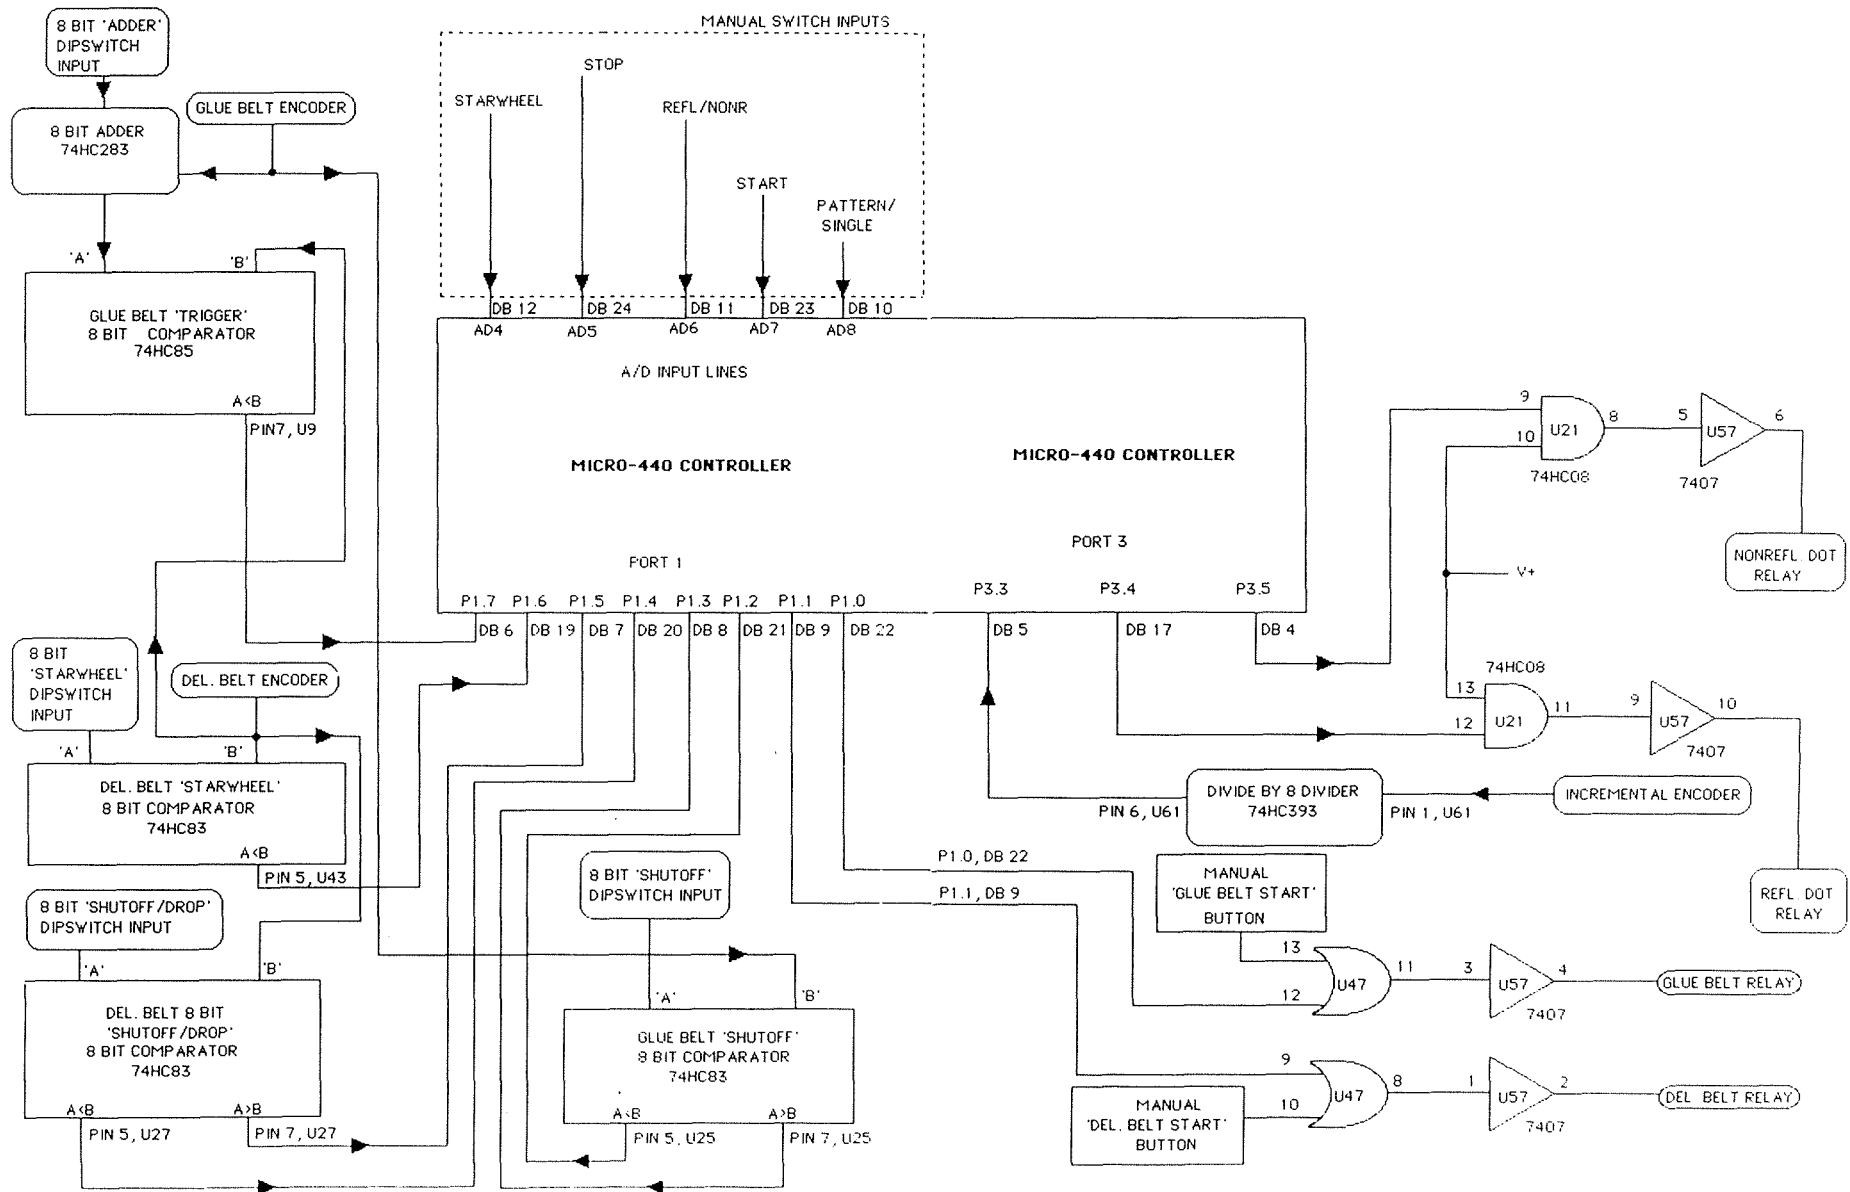 MANUAL SWITCH INPUTS
8 BIT 'ADDER'
DIPSWITCH
INPUT
GLUE BELT ENCODER
8 BIT ADDER
74HC283
STARWHEEL
STOP
REFL/NONR
START
PATTERN/
SINGLE
'A'
'B'
GLUE BELT 'TRIGGER'
8 BIT COMPARATOR
74HC85
A<B
PIN7, U9
DB 12
DB 24
DB 11
DB 23
DB 10
AD4
AD5
AD6
AD7
AD8
A/D INPUT LINES
MICRO-440 CONTROLLER
MICRO-440 CONTROLLER
PORT 1
PORT 3
P1.7
P1.6
P1.5
P1.4
P1.3
P1.2
P1.1
P1.0
P3.3
P3.4
P3.5
DB 6
DB 19
DB 7
DB 20
DB 8
DB 21
DB 9
DB 22
DB 5
DB 17
DB 4
9
10
U21
8
74HC08
5
U57
6
7407
NONREFL. DOT
RELAY
V+
74HC08
13
12
U21
11
9
U57
10
7407
REFL. DOT
RELAY
8 BIT
'STARWHEEL'
DIPSWITCH
INPUT
DEL. BELT ENCODER
'A'
'B'
DEL. BELT 'STARWHEEL'
8 BIT COMPARATOR
74HC83
A<B
PIN 5, U43
PIN 6, U61
DIVIDE BY 8 DIVIDER
74HC393
PIN 1, U61
INCREMENTAL ENCODER
8 BIT 'SHUTOFF/DROP'
DIPSWITCH INPUT
'A'
'B'
DEL. BELT 8 BIT
'SHUTOFF/DROP'
8 BIT COMPARATOR
74HC83
A<B
A>B
PIN 5, U27
PIN 7, U27
8 BIT 'SHUTOFF'
DIPSWITCH INPUT
'A'
'B'
GLUE BELT 'SHUTOFF'
8 BIT COMPARATOR
74HC83
A<B
A>B
PIN 5, U25
PIN 7, U25
P1.0, DB 22
P1.1, DB 9
MANUAL
'GLUE BELT START'
BUTTON
13
12
U47
11
3
U57
4
7407
GLUE BELT RELAY
MANUAL
'DEL. BELT START'
BUTTON
9
10
U47
8
1
U57
2
7407
DEL. BELT RELAY